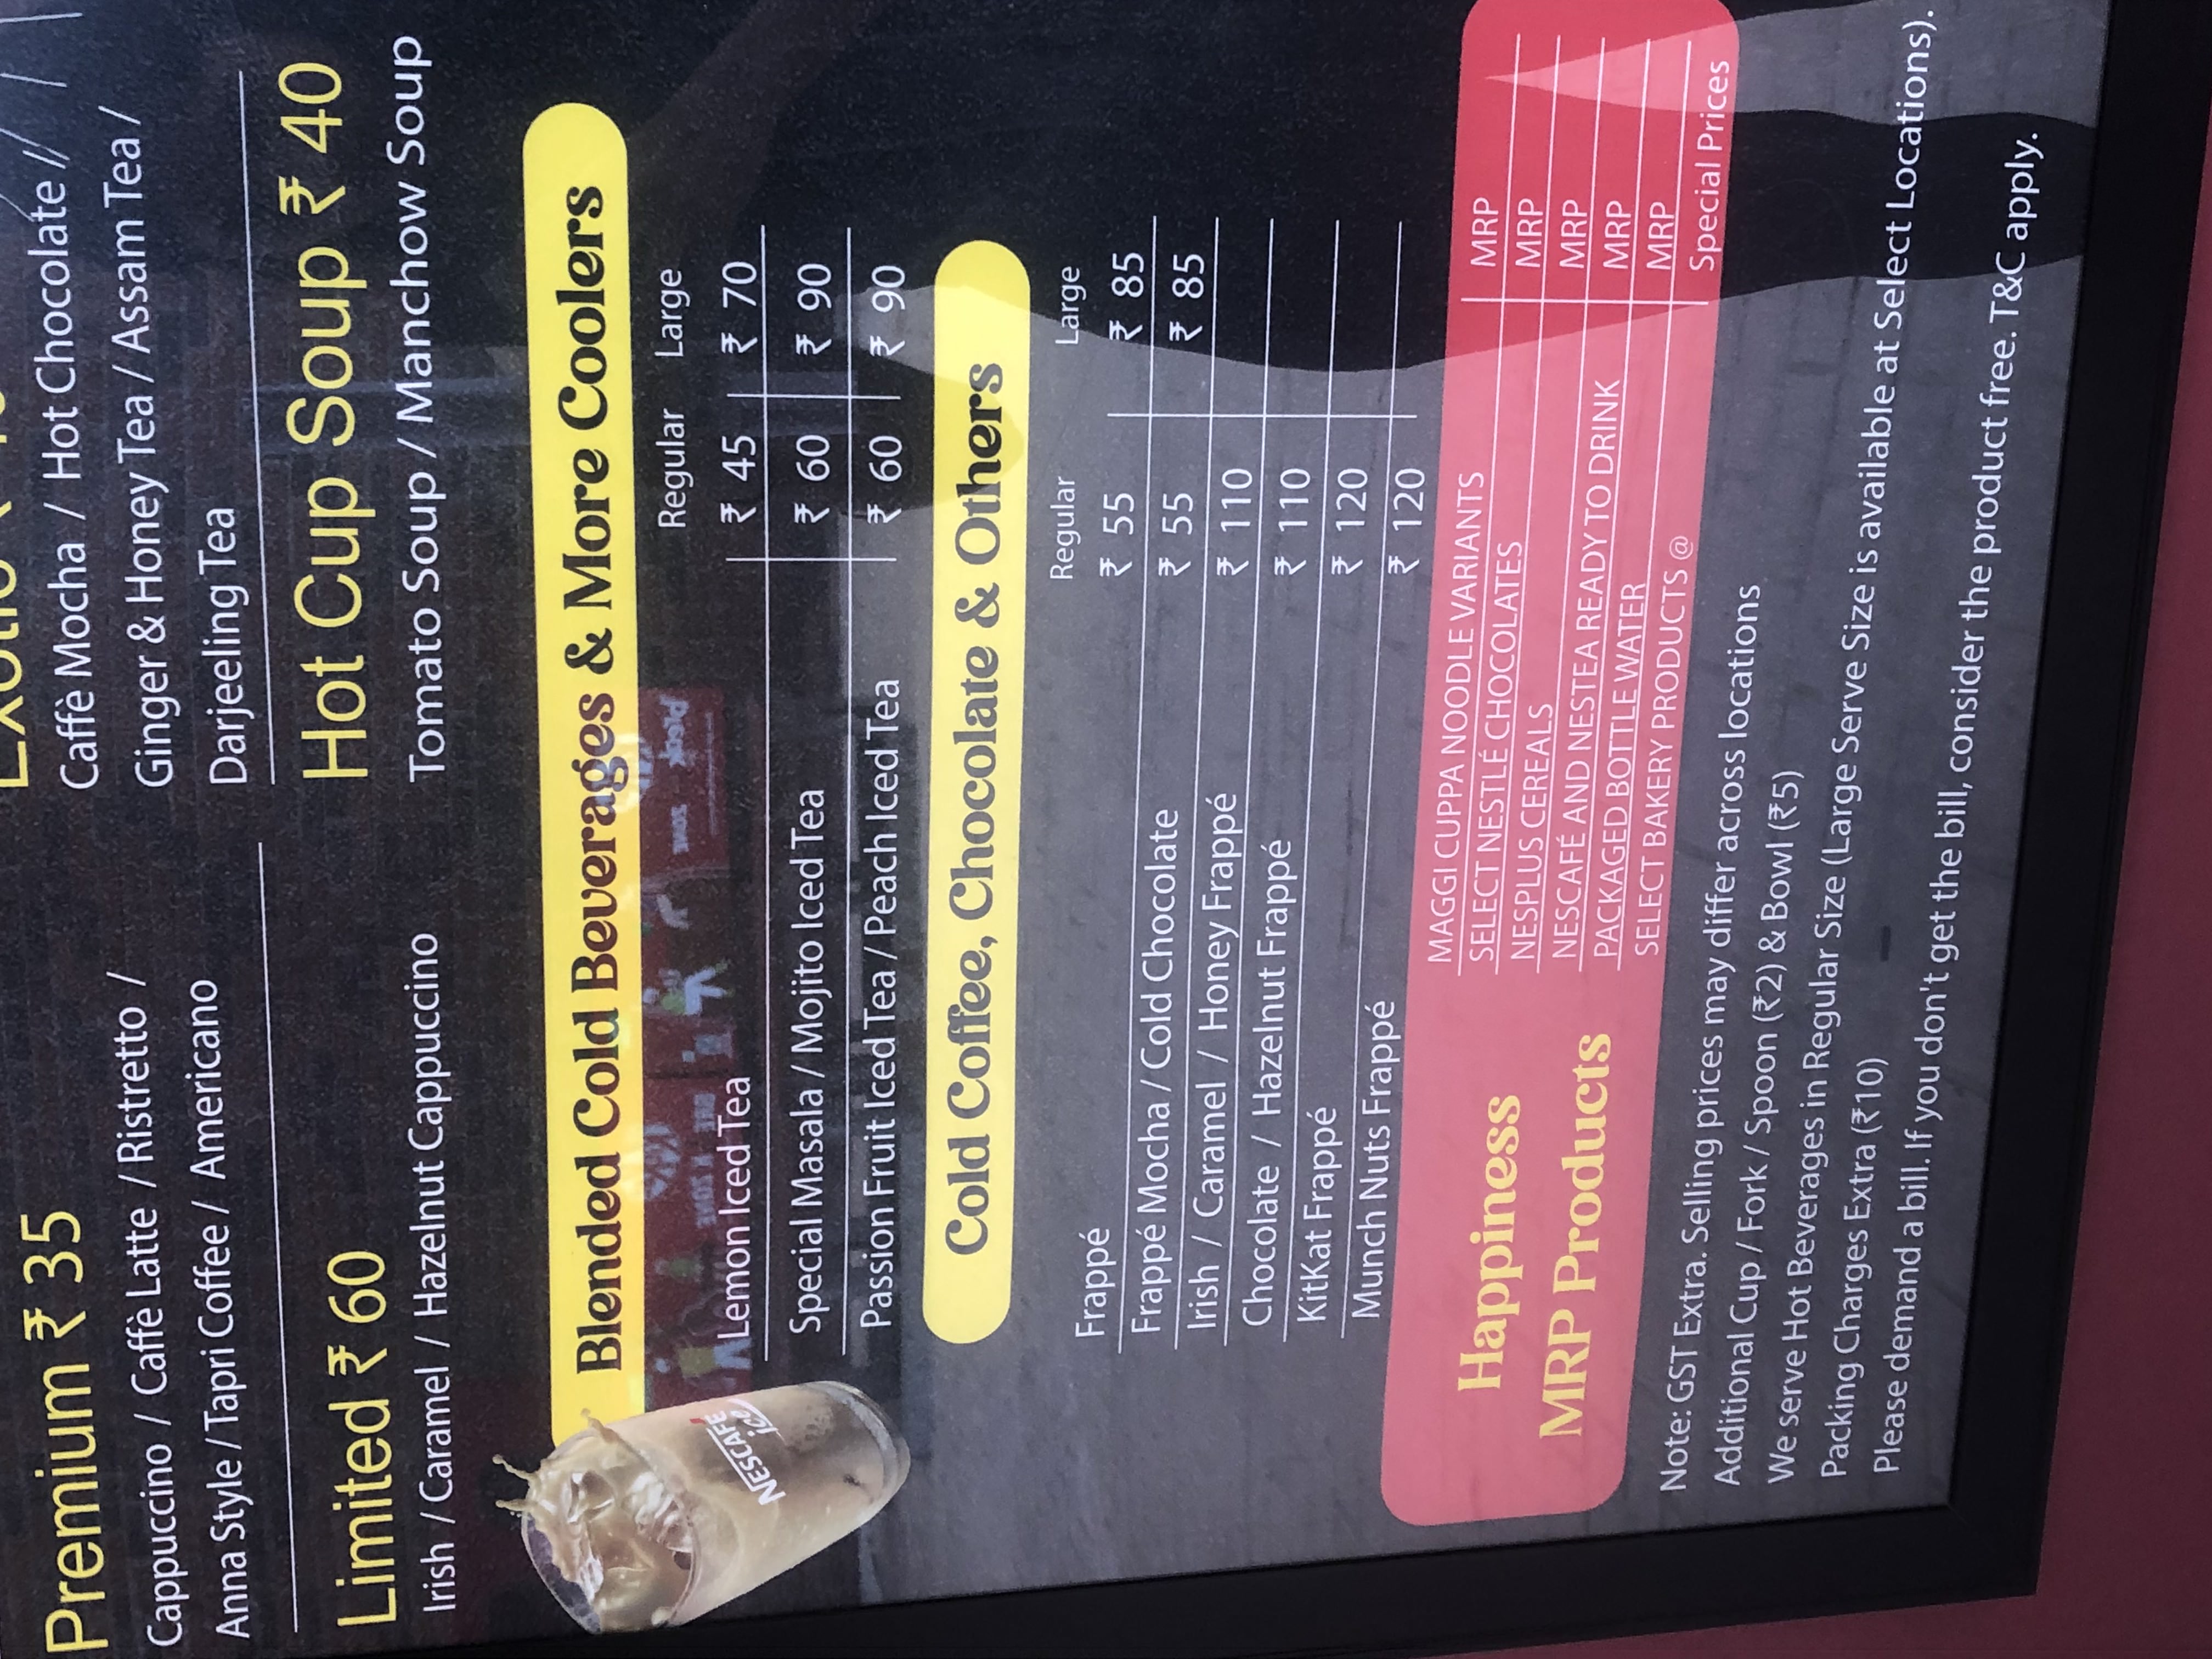 Premium ₹ 35
Cappuccino / Caffè Latte / Ristretto /
Anna Style / Tapri Coffee / Americano
Limited ₹ 60
Irish / Caramel / Hazelnut Cappuccino
Exotic ₹
Caffè Mocha / Hot Chocolate //
Ginger & Honey Tea / Assam Tea /
Darjeeling Tea
Hot Cup Soup ₹ 40
Tomato Soup / Manchow Soup
NESCAFÉ
ice
Blended Cold Beverages & More Coolers
Regular Large
Lemon Iced Tea ₹ 45 ₹ 70
Special Masala / Mojito Iced Tea ₹ 60 ₹ 90
Passion Fruit Iced Tea / Peach Iced Tea ₹ 60 ₹ 90
Cold Coffee, Chocolate & Others
Regular Large
Frappé ₹ 55 ₹ 85
Frappé Mocha / Cold Chocolate ₹ 55 ₹ 85
Irish / Caramel / Honey Frappé ₹ 110
Chocolate / Hazelnut Frappé ₹ 110
KitKat Frappé ₹ 120
Munch Nuts Frappé ₹ 120
Happiness
MRP Products
MAGGI CUPPA NOODLE VARIANTS MRP
SELECT NESTLÉ CHOCOLATES MRP
NESPLUS CEREALS MRP
NESCAFÉ AND NESTEA READY TO DRINK MRP
PACKAGED BOTTLE WATER MRP
SELECT BAKERY PRODUCTS @ Special Prices
Note: GST Extra. Selling prices may differ across locations
Additional Cup / Fork / Spoon (₹2) & Bowl (₹5)
We serve Hot Beverages in Regular Size (Large Serve Size is available at Select Locations).
Packing Charges Extra (₹10)
Please demand a bill. If you don't get the bill, consider the product free. T&C apply.